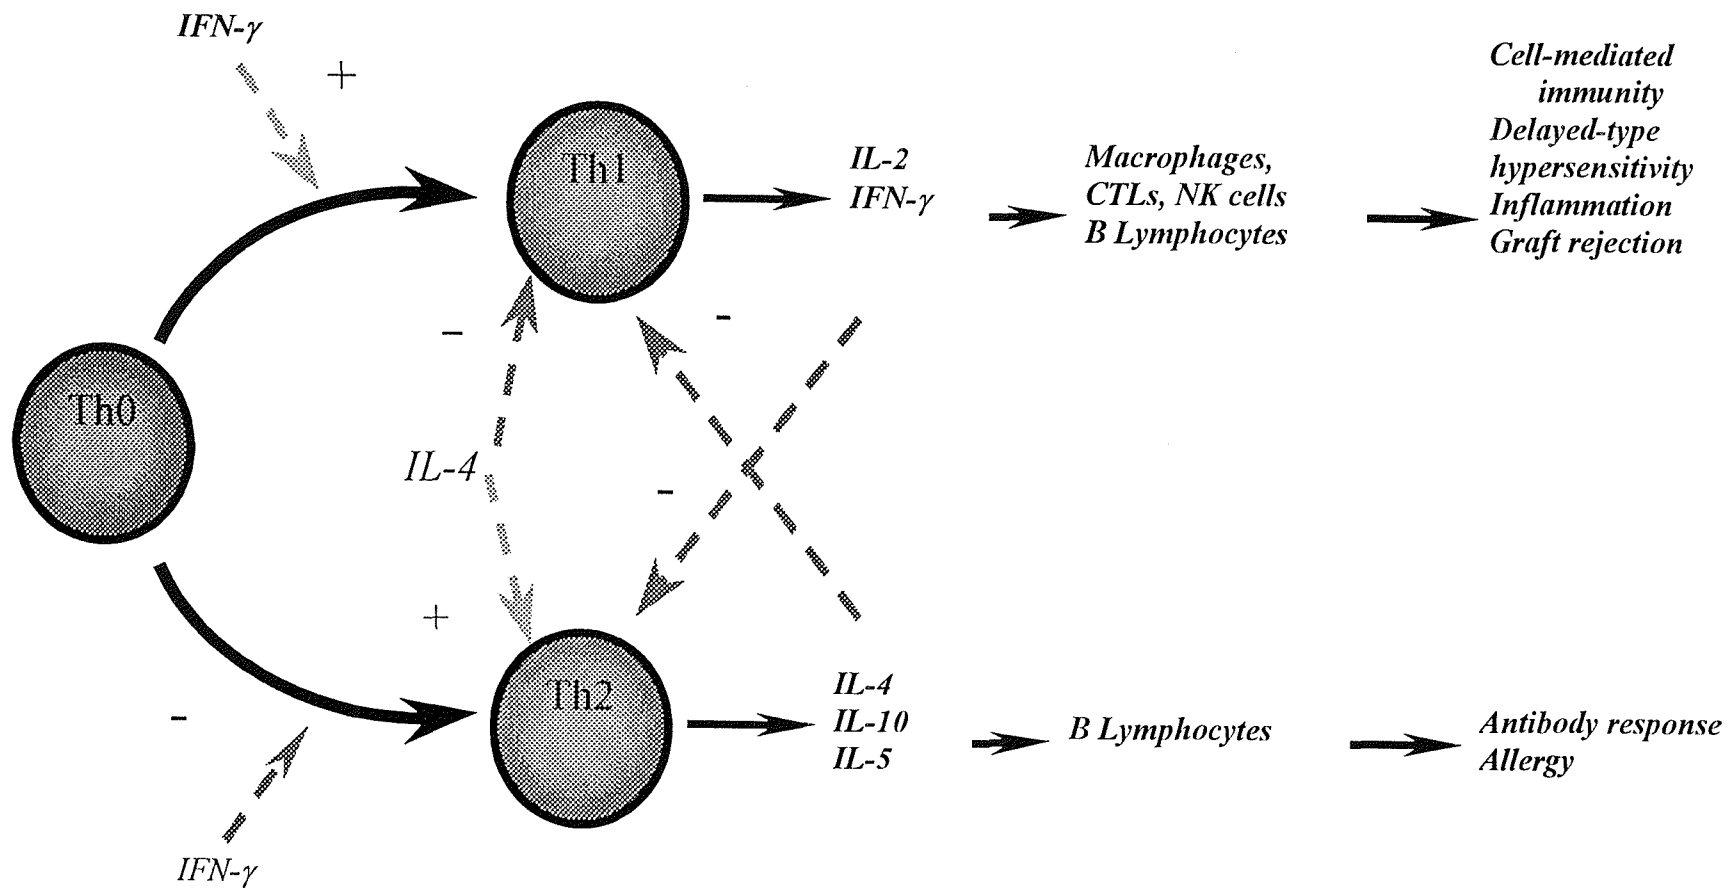 IFN-γ
+
Th1
IL-2
IFN-γ
Macrophages,
CTLs, NK cells
B Lymphocytes
Cell-mediated
immunity
Delayed-type
hypersensitivity
Inflammation
Graft rejection
-
-
Th0
IL-4
-
+
Th2
IL-4
IL-10
IL-5
B Lymphocytes
Antibody response
Allergy
-
IFN-γ